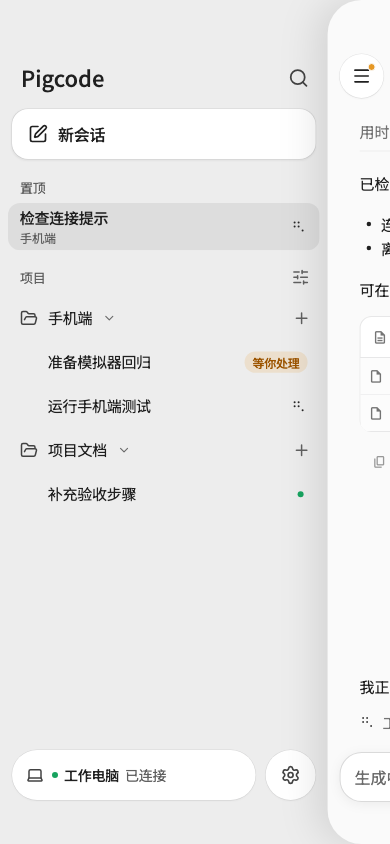 Pigcode
新会话
置顶
检查连接提示
手机端
项目
手机端
准备模拟器回归
等你处理
运行手机端测试
项目文档
补充验收步骤
工作电脑 已连接
用时
已检
可在
我正
生成